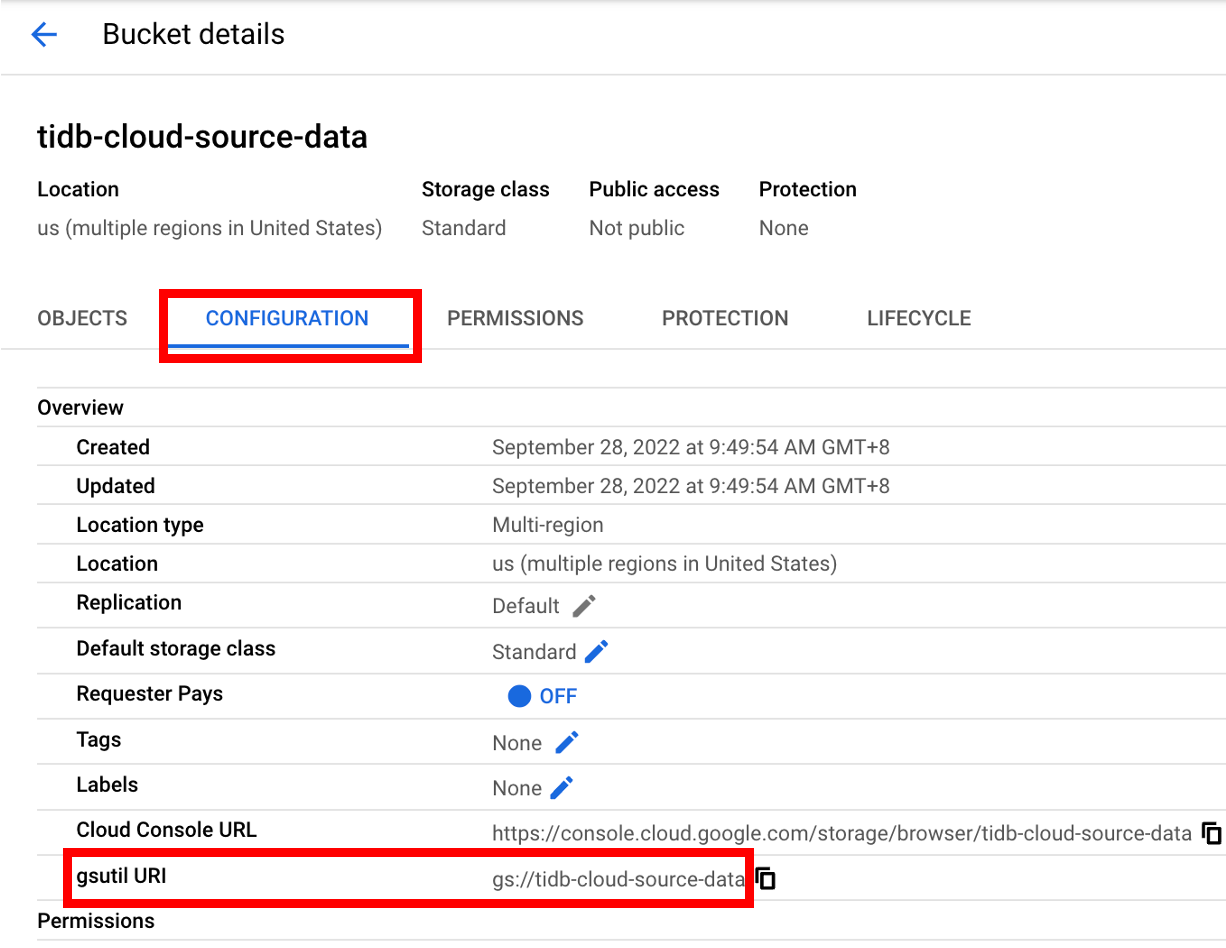 Bucket details
tidb-cloud-source-data
Location Storage class Public access Protection
us (multiple regions in United States) Standard Not public None
OBJECTS CONFIGURATION PERMISSIONS PROTECTION LIFECYCLE
Overview
Created September 28, 2022 at 9:49:54 AM GMT+8
Updated September 28, 2022 at 9:49:54 AM GMT+8
Location type Multi-region
Location us (multiple regions in United States)
Replication Default
Default storage class Standard
Requester Pays OFF
Tags None
Labels None
Cloud Console URL https://console.cloud.google.com/storage/browser/tidb-cloud-source-data
gsutil URI gs://tidb-cloud-source-data
Permissions